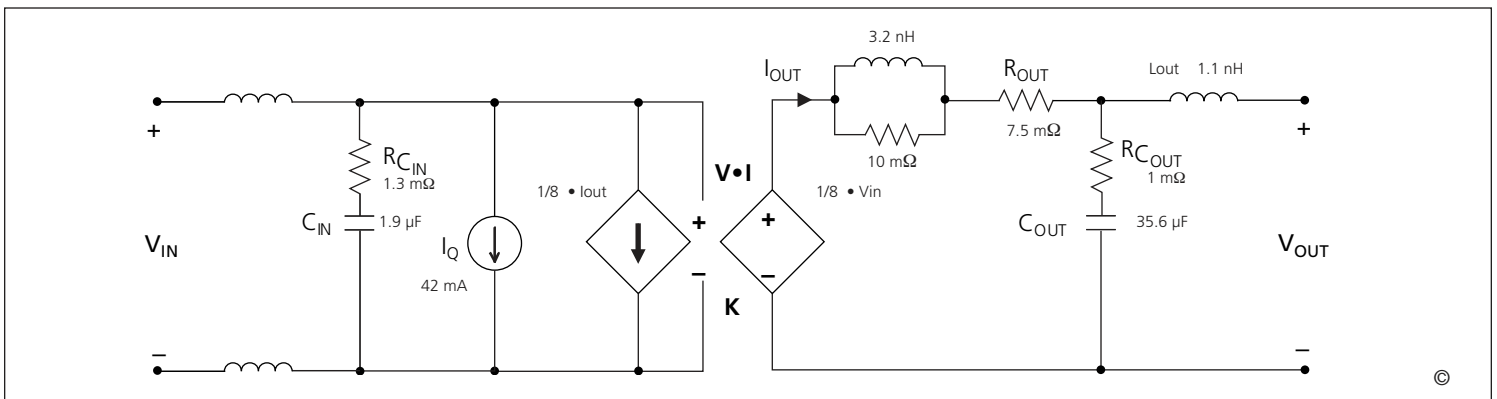 3.2 nH
I_OUT
R_OUT
Lout 1.1 nH
+
R_C_IN
1.3 mΩ
7.5 mΩ
+
10 mΩ
R_C_OUT
1 mΩ
V•I
1/8 • Iout
1/8 • Vin
C_IN
1.9 µF
+
+
C_OUT
35.6 µF
V_IN
I_Q
V_OUT
42 mA
–
–
K
–
–
©